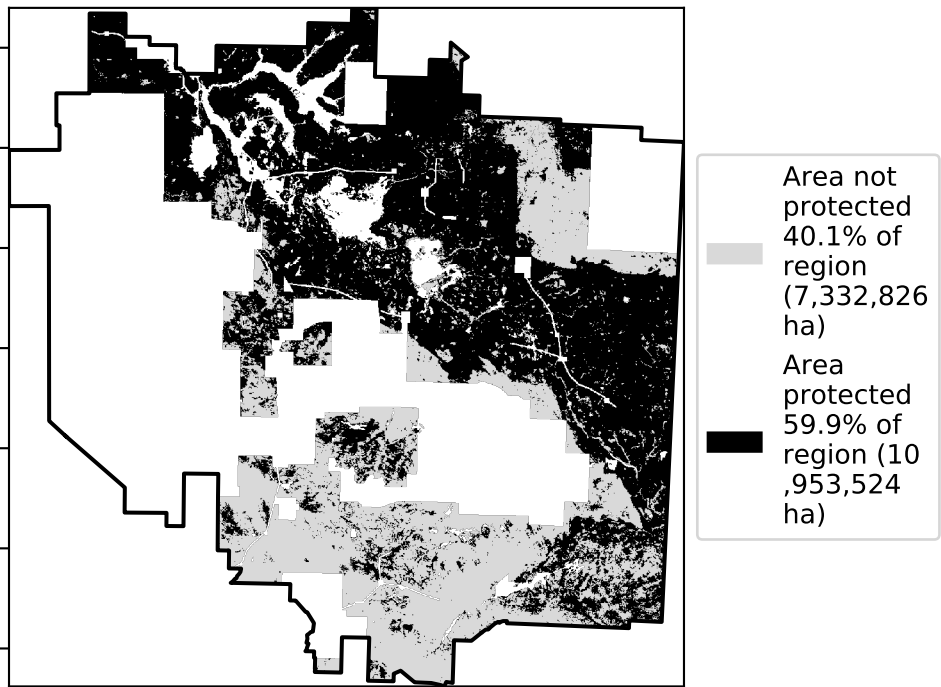 Area not
protected
40.1% of
region
(7,332,826
ha)
Area
protected
59.9% of
region (10
,953,524
ha)